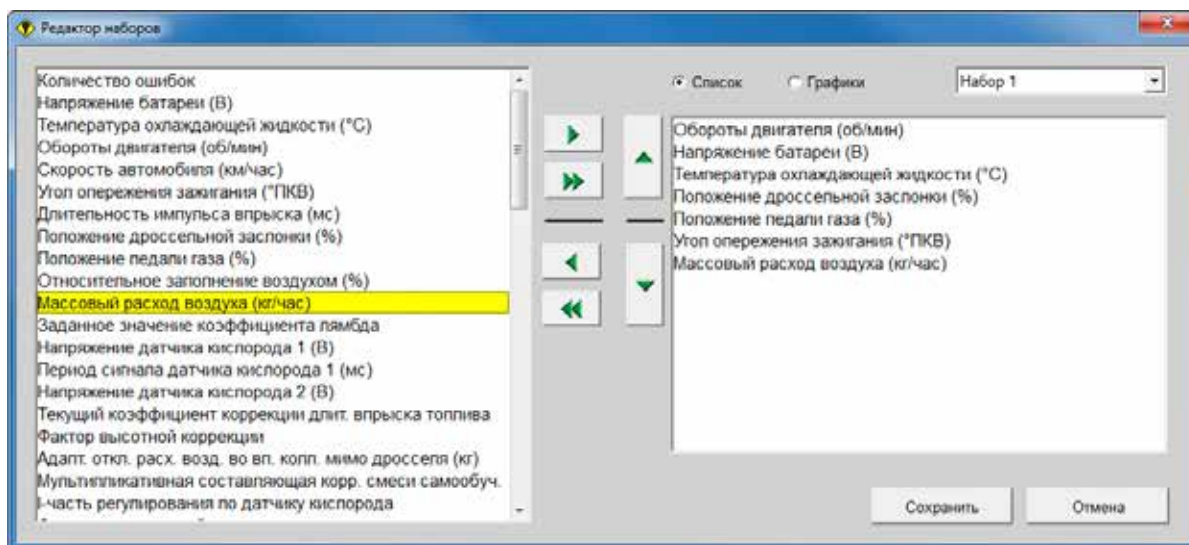 Редактор наборов
Количество ошибок
Напряжение батареи (В)
Температура охлаждающей жидкости (°C)
Обороты двигателя (об/мин)
Скорость автомобиля (км/час)
Угол опережения зажигания (°ПКВ)
Длительность импульса впрыска (мс)
Положение дроссельной заслонки (%)
Положение педали газа (%)
Относительное заполнение воздухом (%)
Массовый расход воздуха (кг/час)
Заданное значение коэффициента лямбда
Напряжение датчика кислорода 1 (В)
Период сигнала датчика кислорода 1 (мс)
Напряжение датчика кислорода 2 (В)
Текущий коэффициент коррекции длит. впрыска топлива
Фактор высотной коррекции
Адапт. откл. расх. возд. во вп. колл. мимо дросселя (кг)
Мультипликативная составляющая корр. смеси самообуч.
I-часть регулирования по датчику кислорода
Список
Графики
Набор 1
Обороты двигателя (об/мин)
Напряжение батареи (В)
Температура охлаждающей жидкости (°C)
Положение дроссельной заслонки (%)
Положение педали газа (%)
Угол опережения зажигания (°ПКВ)
Массовый расход воздуха (кг/час)
Сохранить
Отмена